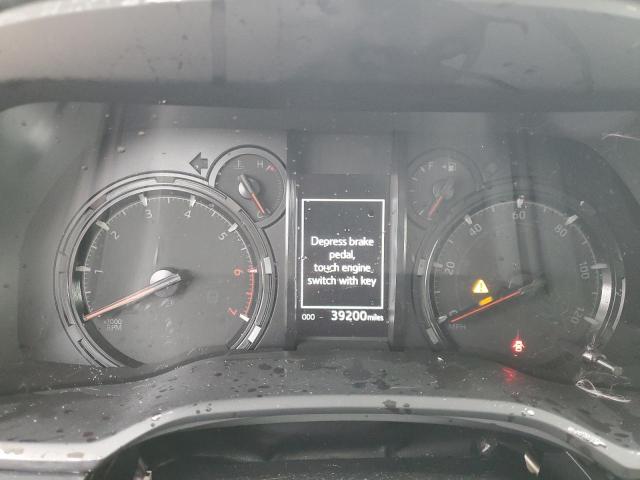 H
F
1
2
3
4
5
6
7
x1000
RPM
Depress brake
pedal,
touch engine
switch with key
000 - 39200 miles
0
20
40
60
80
100
120
MPH